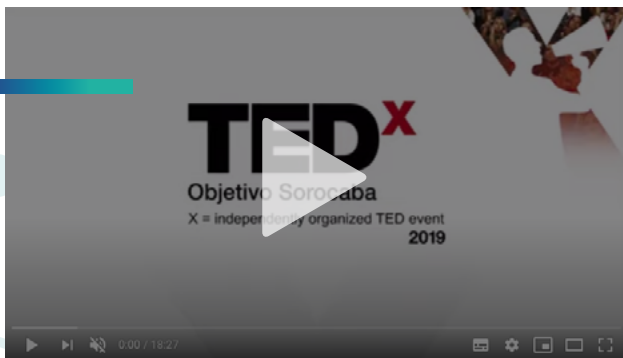 TEDx
Objetivo Sorocaba
X = independently organized TED event
2019
0:00 / 18:27